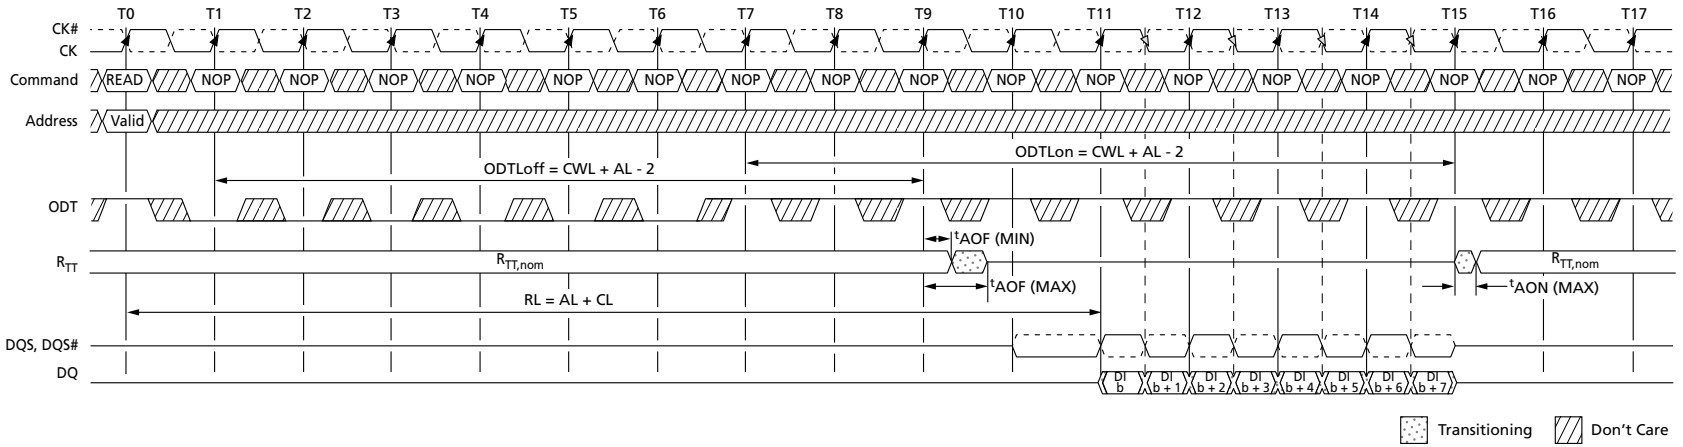 T0 T1 T2 T3 T4 T5 T6 T7 T8 T9 T10 T11 T12 T13 T14 T15 T16 T17
CK#
CK
Command READ NOP NOP NOP NOP NOP NOP NOP NOP NOP NOP NOP NOP NOP NOP NOP NOP NOP
Address Valid
ODTLon = CWL + AL - 2
ODTLoff = CWL + AL - 2
ODT
tAOF (MIN)
RTT RTT,nom RTT,nom
tAOF (MAX) tAON (MAX)
RL = AL + CL
DQS, DQS#
DQ
DI b DI b + 1 DI b + 2 DI b + 3 DI b + 4 DI b + 5 DI b + 6 DI b + 7
Transitioning Don't Care